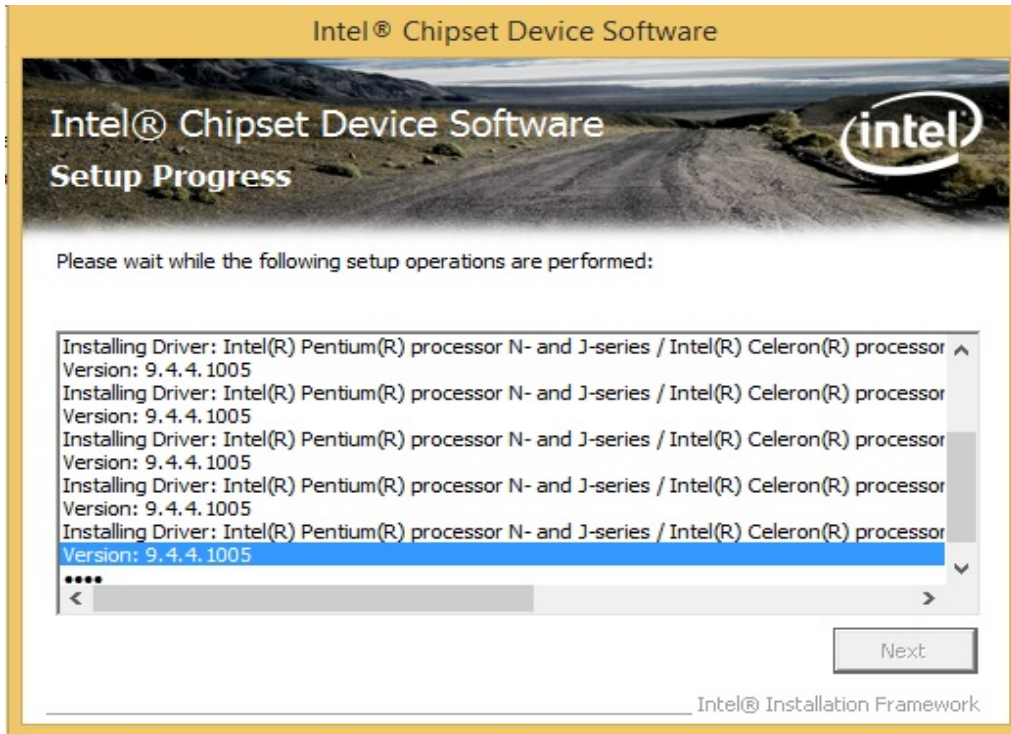 Intel® Chipset Device Software
Intel® Chipset Device Software
intel
Setup Progress
Please wait while the following setup operations are performed:
Installing Driver: Intel(R) Pentium(R) processor N- and J-series / Intel(R) Celeron(R) processor
Version: 9.4.4.1005
Installing Driver: Intel(R) Pentium(R) processor N- and J-series / Intel(R) Celeron(R) processor
Version: 9.4.4.1005
Installing Driver: Intel(R) Pentium(R) processor N- and J-series / Intel(R) Celeron(R) processor
Version: 9.4.4.1005
Installing Driver: Intel(R) Pentium(R) processor N- and J-series / Intel(R) Celeron(R) processor
Version: 9.4.4.1005
Installing Driver: Intel(R) Pentium(R) processor N- and J-series / Intel(R) Celeron(R) processor
Version: 9.4.4.1005
••••
Next
Intel® Installation Framework